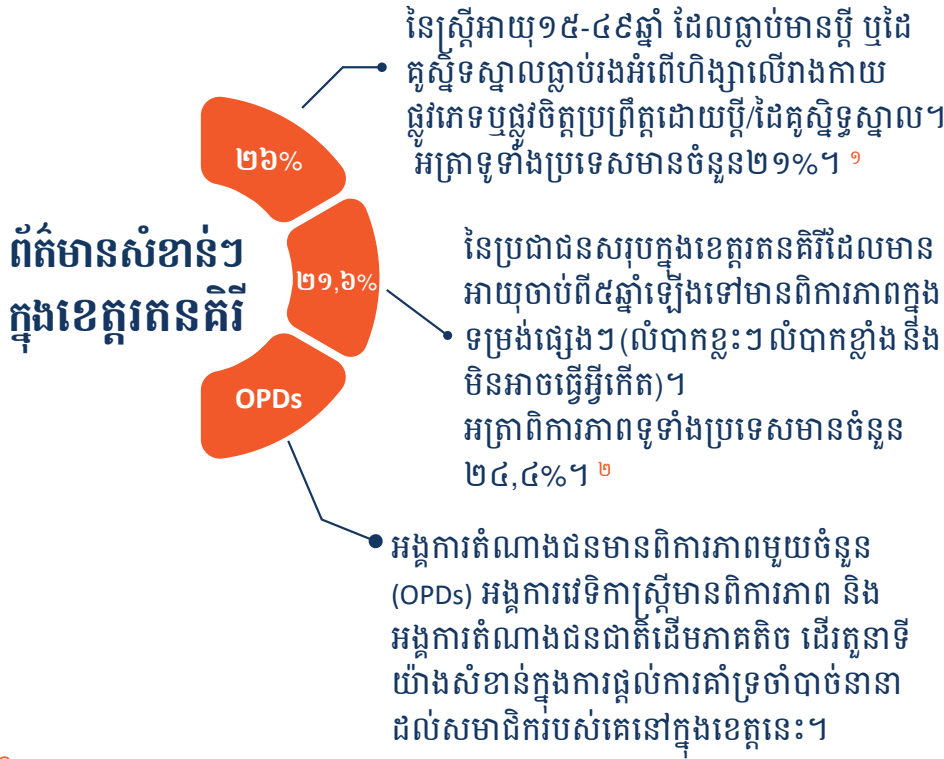 នៃស្ត្រីអាយុ១៥-៤៩ឆ្នាំ ដែលធ្លាប់មានប្តី ឬដៃ
គូស្និទស្នាលធ្លាប់រងអំពើហិង្សាលើរាងកាយ
ផ្លូវភេទឬផ្លូវចិត្តប្រព្រឹត្តដោយប្តី/ដៃគូស្និទ្ធស្នាល។
អត្រាទូទាំងប្រទេសមានចំនួន២១%។ ១
២៦%
ព័ត៌មានសំខាន់ៗ
ក្នុងខេត្តរតនគិរី
២១,៦%
នៃប្រជាជនសរុបក្នុងខេត្តរតនគិរីដែលមាន
អាយុចាប់ពី៥ឆ្នាំឡើងទៅមានពិការភាពក្នុង
ទម្រង់ផ្សេងៗ (លំបាកខ្លះៗ លំបាកខ្លាំង និង
មិនអាចធ្វើអ្វីកើត)។
អត្រាពិការភាពទូទាំងប្រទេសមានចំនួន
២៤,៤%។ ២
OPDs
អង្គការតំណាងជនមានពិការភាពមួយចំនួន
(OPDs) អង្គការវេទិកាស្ត្រីមានពិការភាព និង
អង្គការតំណាងជនជាតិដើមភាគតិច ដើរតួនាទី
យ៉ាងសំខាន់ក្នុងការផ្តល់ការគាំទ្រចាំបាច់នានា
ដល់សមាជិករបស់គេនៅក្នុងខេត្តនេះ។